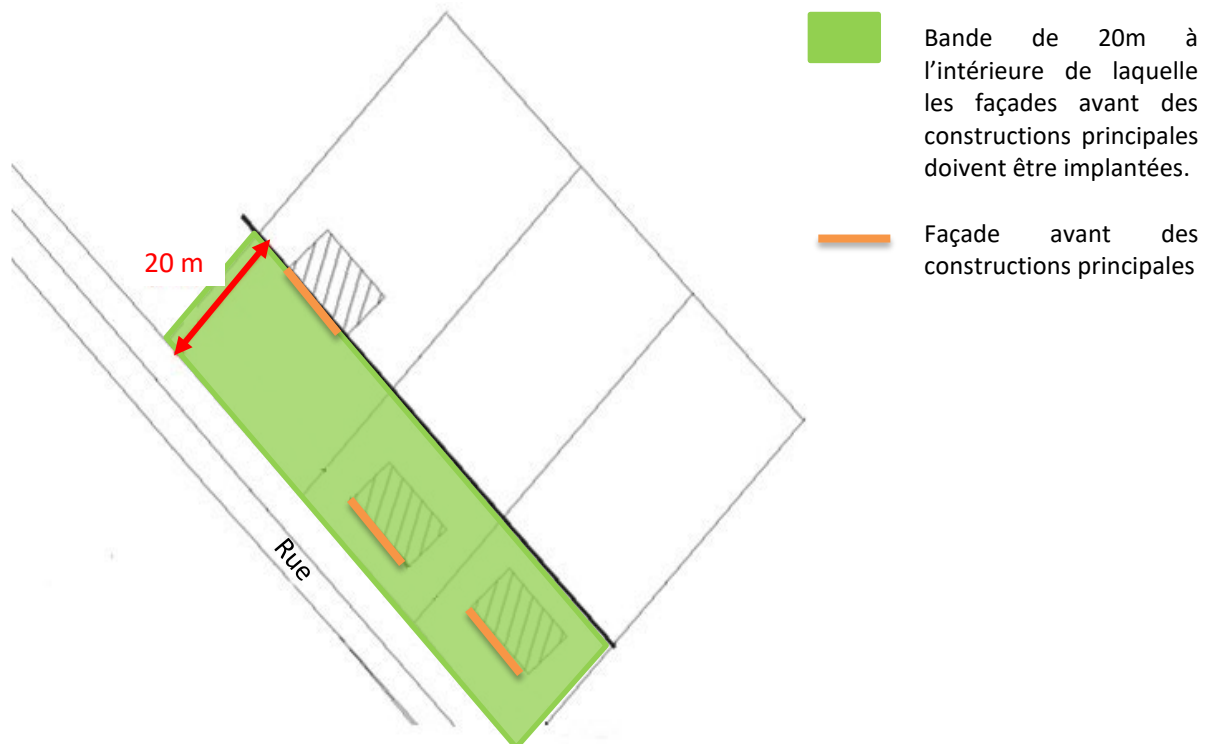 Bande de 20m à
l’intérieure de laquelle
les façades avant des
constructions principales
doivent être implantées.
Façade avant des
constructions principales
20 m
Rue